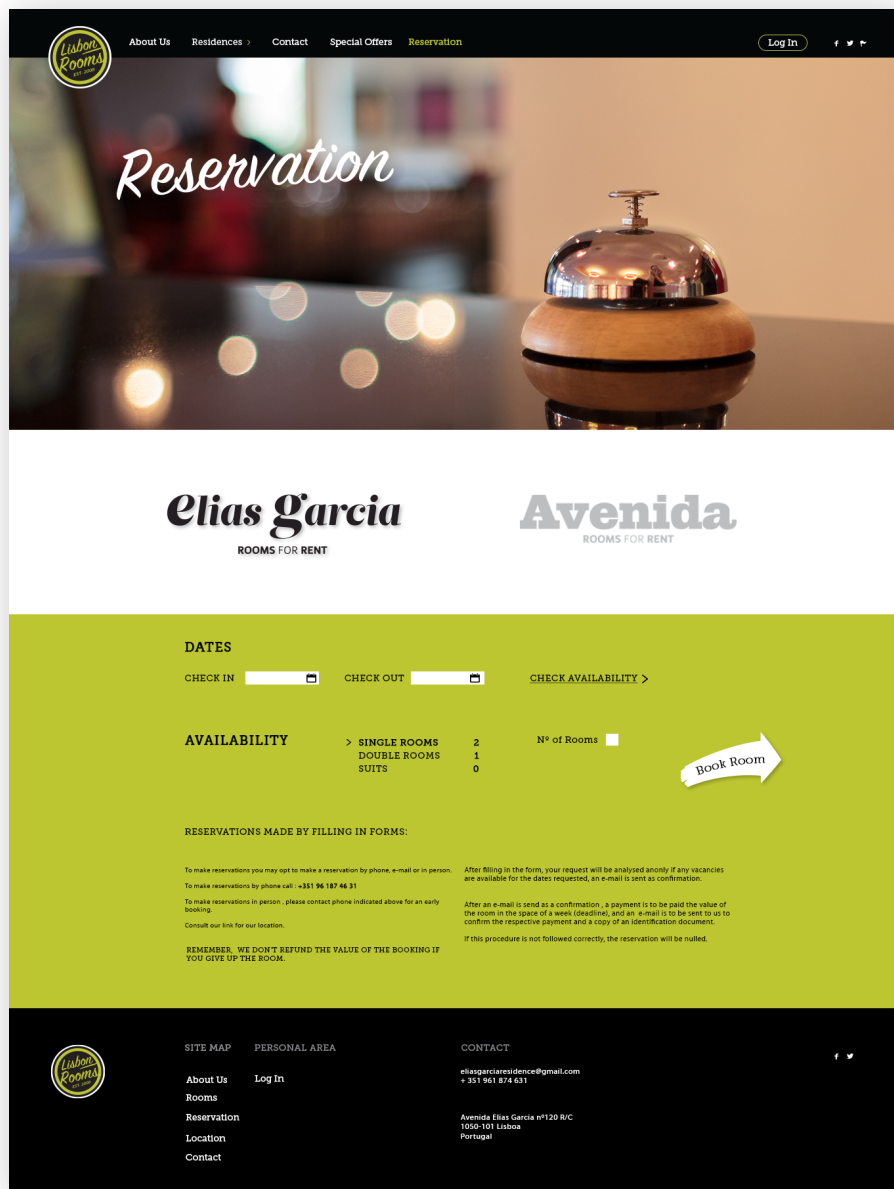 Lisbon
Rooms
EST. 2006
About Us
Residences >
Contact
Special Offers
Reservation
Log In
Reservation
Elias Garcia
ROOMS FOR RENT
Avenida
ROOMS FOR RENT
DATES
CHECK IN
CHECK OUT
CHECK AVAILABILITY >
AVAILABILITY
> SINGLE ROOMS 2
DOUBLE ROOMS 1
SUITS 0
Nº of Rooms
Book Room
RESERVATIONS MADE BY FILLING IN FORMS:
To make reservations you may opt to make a reservation by phone, e-mail or in person.
To make reservations by phone call : +351 96 187 46 31
To make reservations in person , please contact phone indicated above for an early
booking.
Consult our link for our location.
REMEMBER, WE DON'T REFUND THE VALUE OF THE BOOKING IF
YOU GIVE UP THE ROOM.
After filling in the form, your request will be analysed anonly if any vacancies
are available for the dates requested, an e-mail is sent as confirmation.
After an e-mail is send as a confirmation , a payment is to be paid the value of
the room in the space of a week (deadline), and an e-mail is to be sent to us to
confirm the respective payment and a copy of an identification document.
If this procedure is not followed correctly, the reservation will be nulled.
Lisbon
Rooms
SITE MAP
About Us
Rooms
Reservation
Location
Contact
PERSONAL AREA
Log In
CONTACT
eliasgarciaresidence@gmail.com
+ 351 961 874 631
Avenida Elias Garcia nº120 R/C
1050-101 Lisboa
Portugal